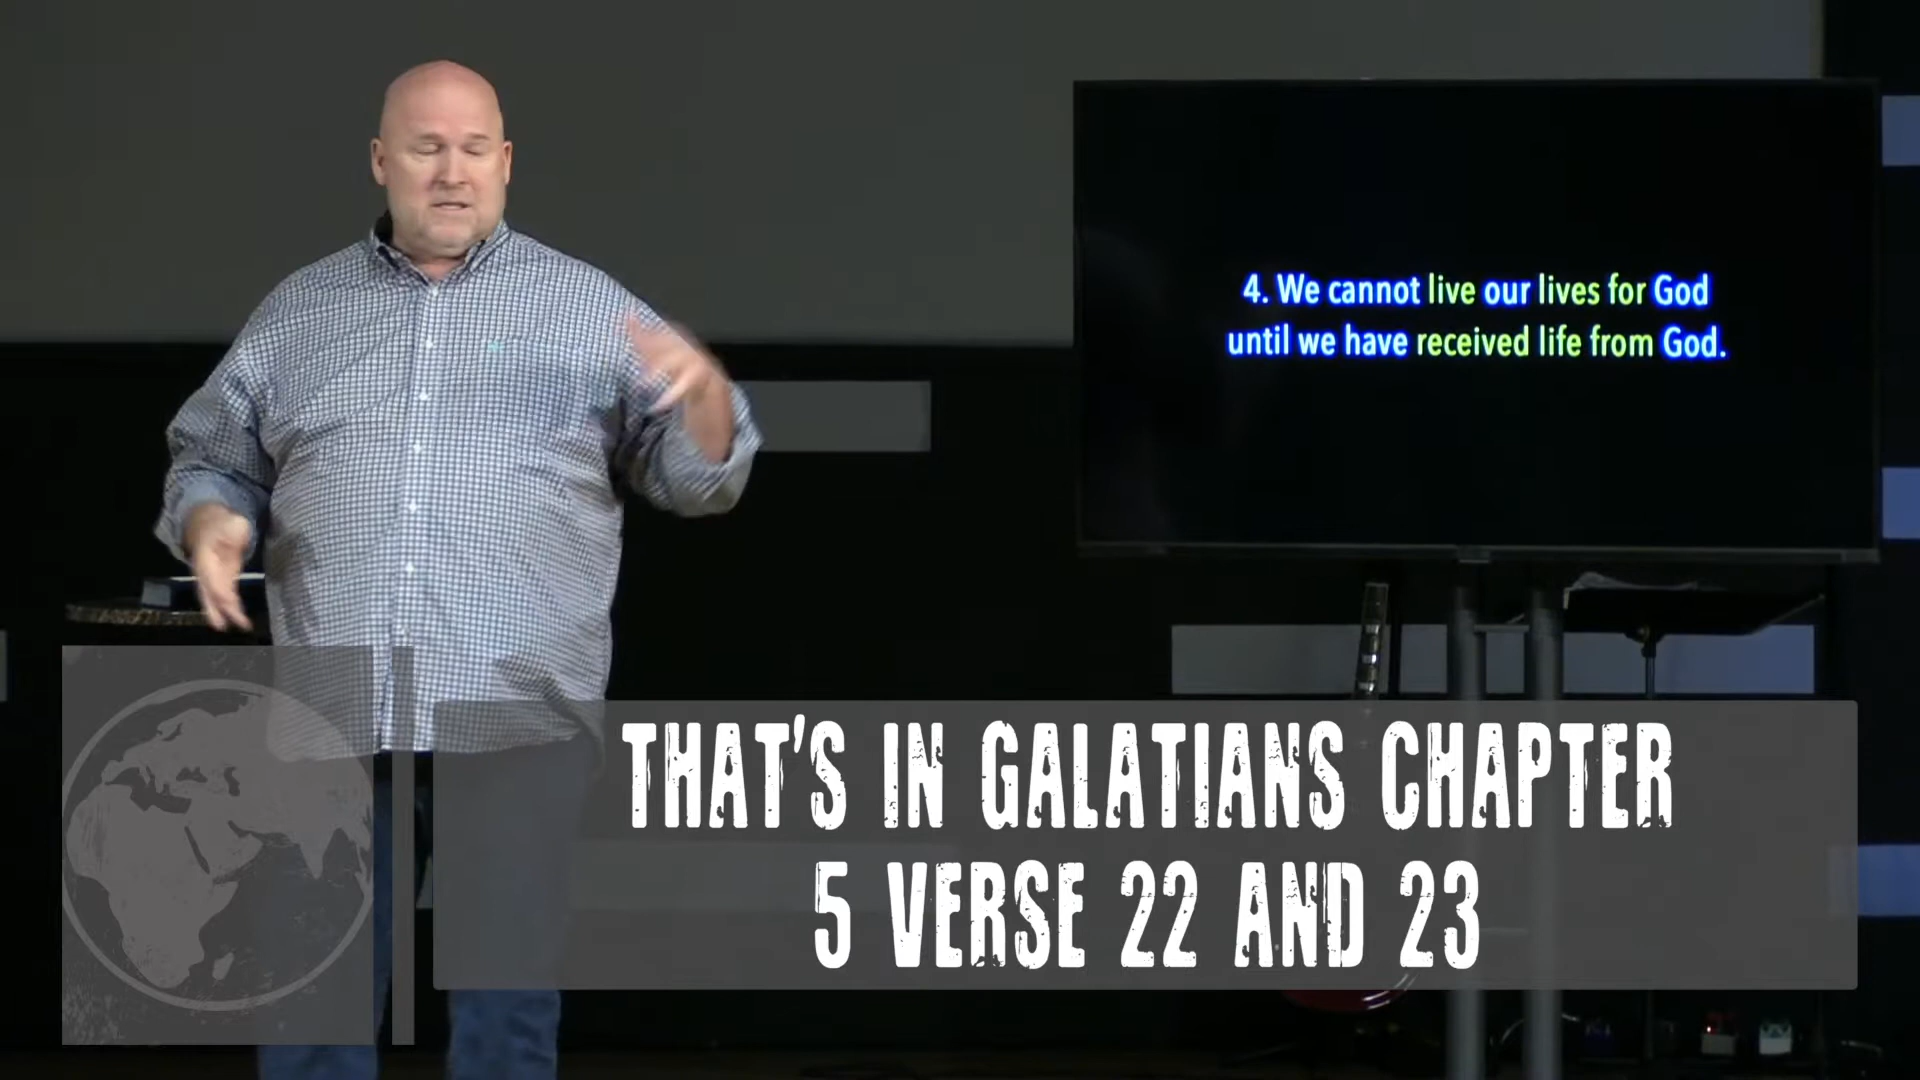 4. We cannot live our lives for God
until we have received life from God.
THAT'S IN GALATIANS CHAPTER
5 VERSE 22 AND 23